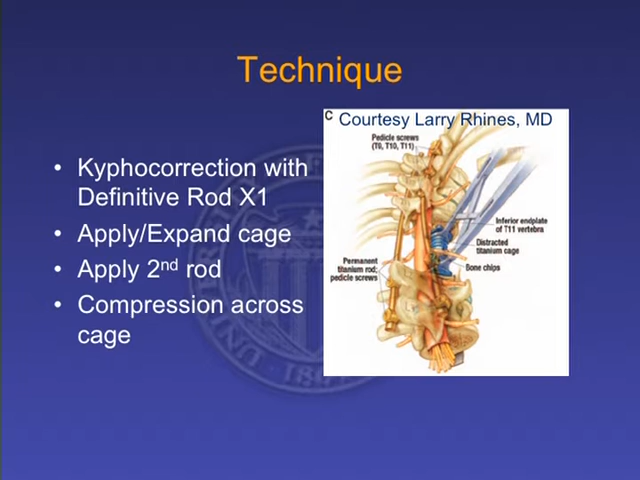 Technique
C Courtesy Larry Rhines, MD
• Kyphocorrection with
Definitive Rod X1
• Apply/Expand cage
• Apply 2nd rod
• Compression across
cage
Pedicle screws
(T9, T10, T11)
Inferior endplate
of T11 vertebra
Distracted
titanium cage
Bone chips
Permanent
titanium rod;
pedicle screws